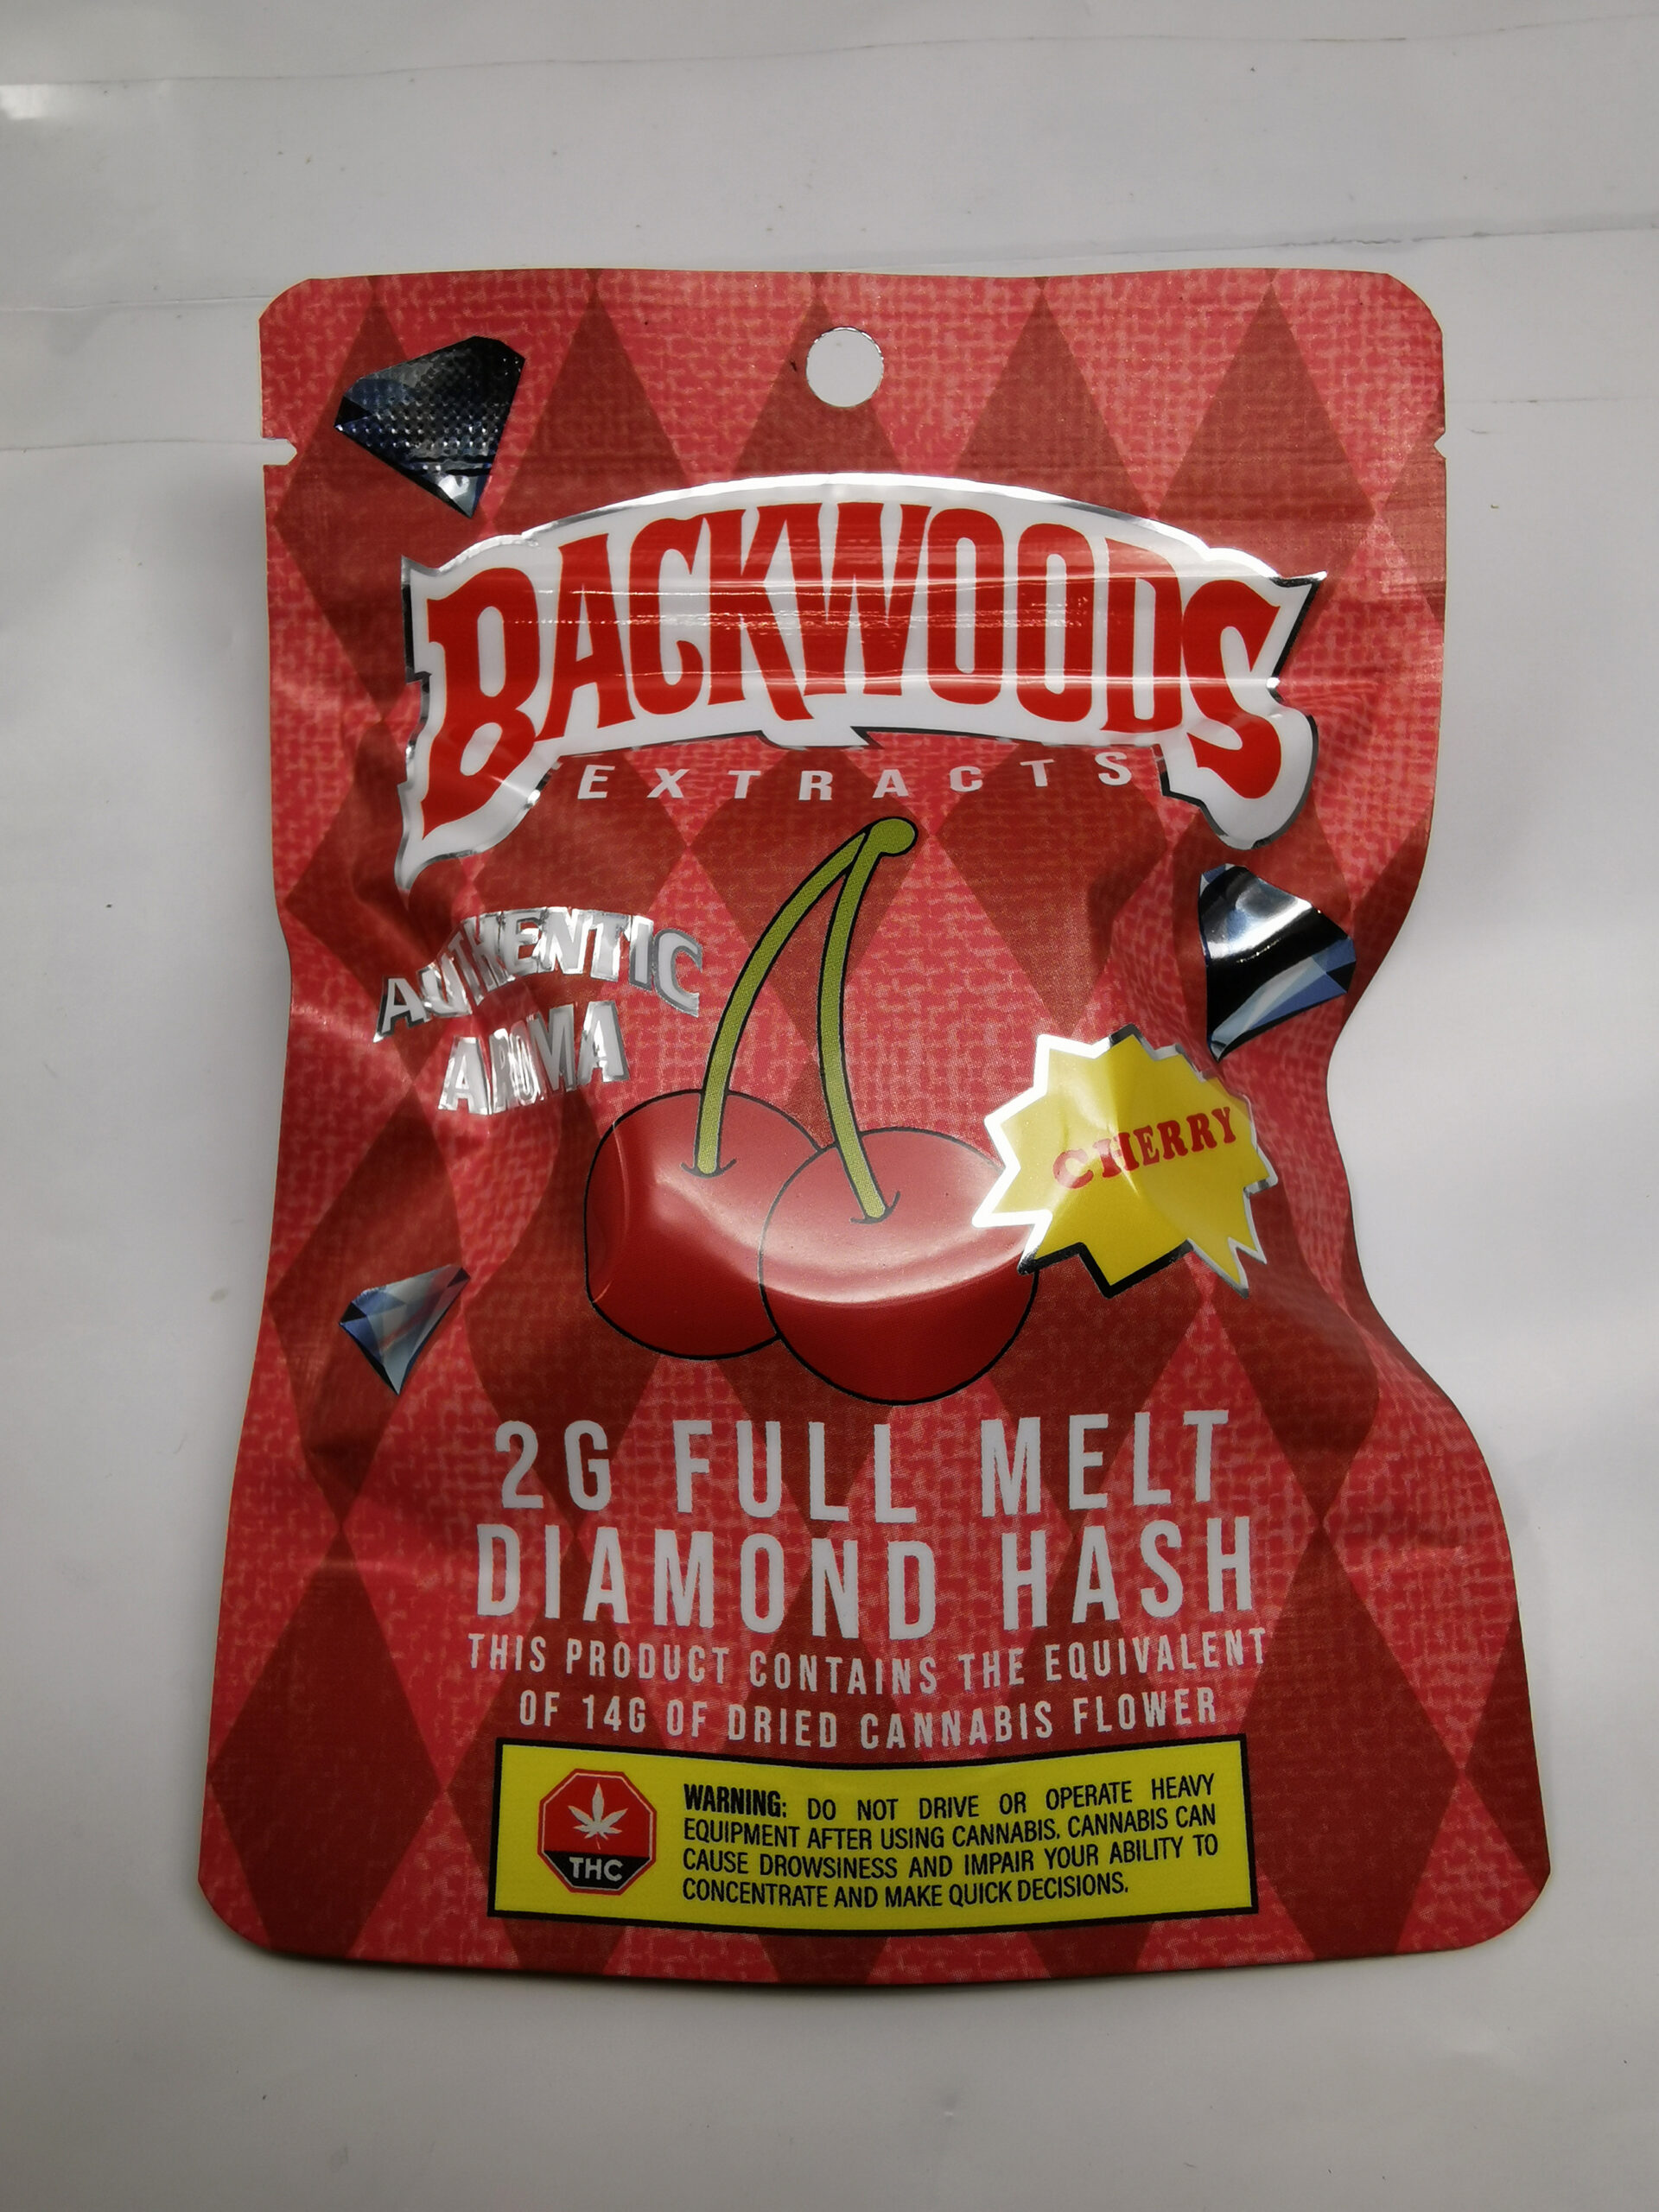 BACKWOODS
EXTRACTS
AUTHENTIC
AROMA
CHERRY
2G FULL MELT
DIAMOND HASH
THIS PRODUCT CONTAINS THE EQUIVALENT
OF 14G OF DRIED CANNABIS FLOWER
WARNING: DO NOT DRIVE OR OPERATE HEAVY
EQUIPMENT AFTER USING CANNABIS. CANNABIS CAN
CAUSE DROWSINESS AND IMPAIR YOUR ABILITY TO
CONCENTRATE AND MAKE QUICK DECISIONS.
THC